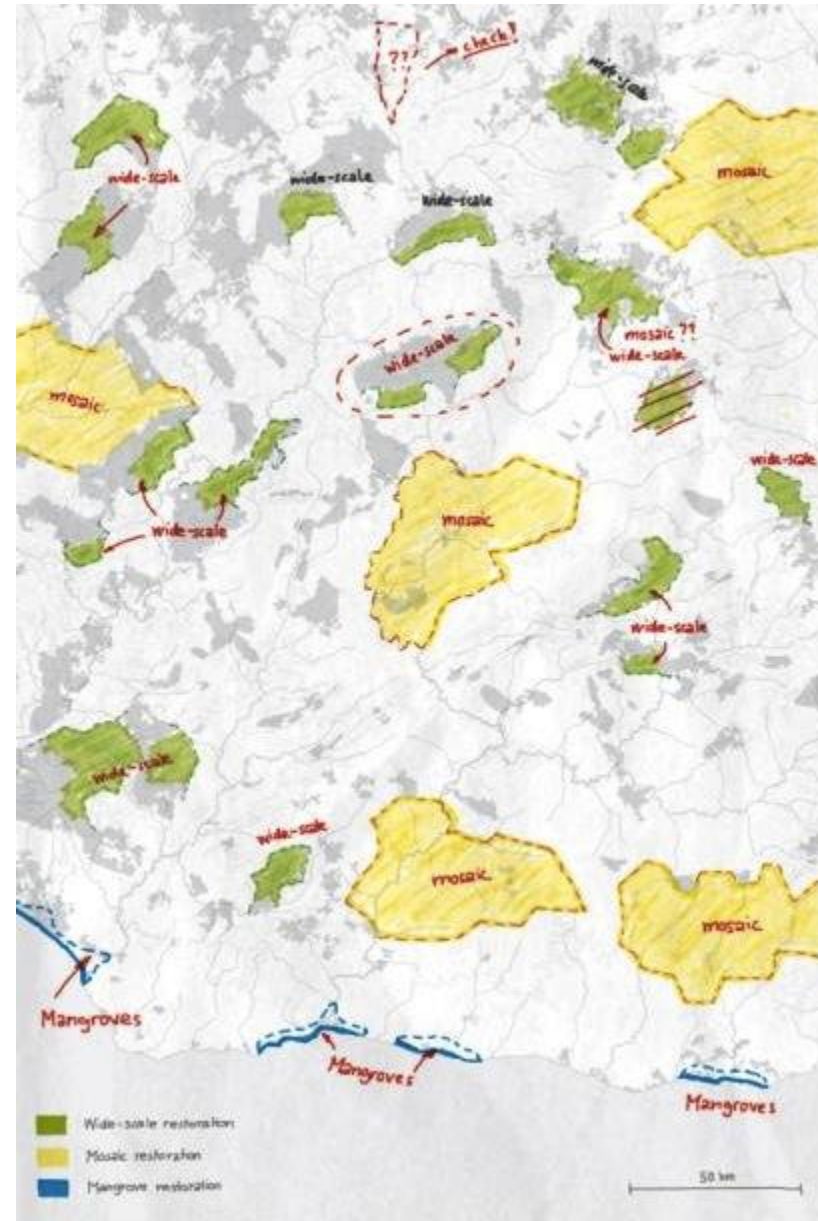 ??
check!
wide-scale
mosaic
wide-scale
wide-scale
wide-scale
mosaic ??
wide-scale
wide-scale
mosaic
wide-scale
mosaic
wide-scale
wide-scale
wide-scale
wide-scale
mosaic
mosaic
Mangroves
Mangroves
Mangroves
Wide-scale restoration
Mosaic restoration
Mangrove restoration
50 km